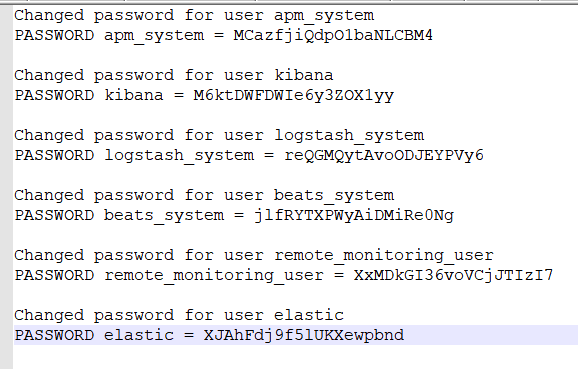 Changed password for user apm_system
PASSWORD apm_system = MCazfjiQdpO1baNLCBM4
Changed password for user kibana
PASSWORD kibana = M6ktDWFDWIe6y3ZOX1yy
Changed password for user logstash_system
PASSWORD logstash_system = reQGMQytAvoODJEYPVy6
Changed password for user beats_system
PASSWORD beats_system = jlfRYTXPWyAiDMiRe0Ng
Changed password for user remote_monitoring_user
PASSWORD remote_monitoring_user = XxMDkGI36voVCjJTIzI7
Changed password for user elastic
PASSWORD elastic = XJAhFdj9f5lUKXewpbnd